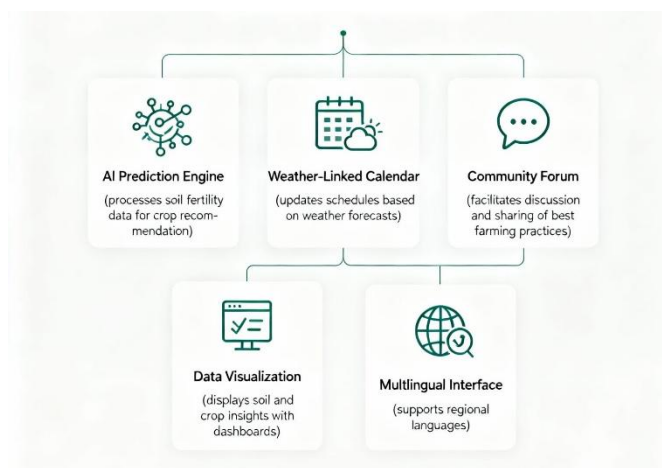 AI Prediction Engine
(processes soil fertility
data for crop recom-
mendation)
Weather-Linked Calendar
(updates schedules based
on weather forecasts)
Community Forum
(facilitates discussion
and sharing of best
farming practices)
Data Visualization
(displays soil and
crop insights with
dashboards)
Multlingual Interface
(supports regional
languages)